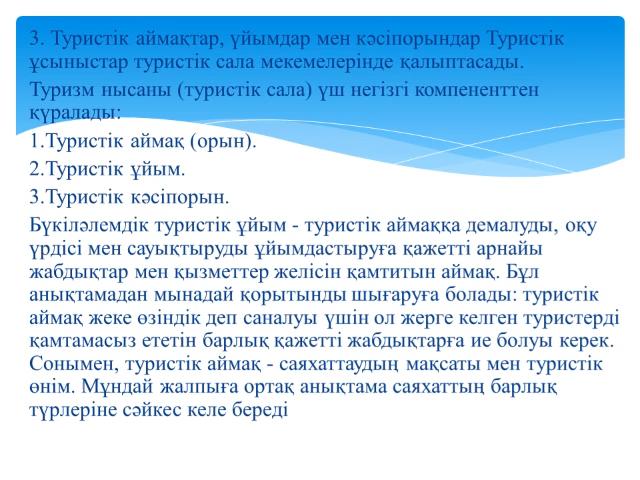 3. Туристік аймақтар, үйымдар мен кәсіпорындар Туристік
ұсыныстар туристік сала мекемелерінде қалыптасады.
Туризм нысаны (туристік сала) үш негізгі компененттен
қүралады:
1.Туристік аймақ (орын).
2.Туристік ұйым.
3.Туристік кәсіпорын.
Бүкіләлемдік туристік ұйым - туристік аймаққа демалуды, оқу
үрдісі мен сауықтыруды ұйымдастыруға қажетті арнайы
жабдықтар мен қызметтер желісін қамтитын аймақ. Бұл
анықтамадан мынадай қорытынды шығаруға болады: туристік
аймақ жеке өзіндік деп саналуы үшін ол жерге келген туристерді
қамтамасыз ететін барлық қажетті жабдықтарға ие болуы керек.
Сонымен, туристік аймақ - саяхаттаудың мақсаты мен туристік
өнім. Мұндай жалпыға ортақ анықтама саяхаттың барлық
түрлеріне сәйкес келе береді